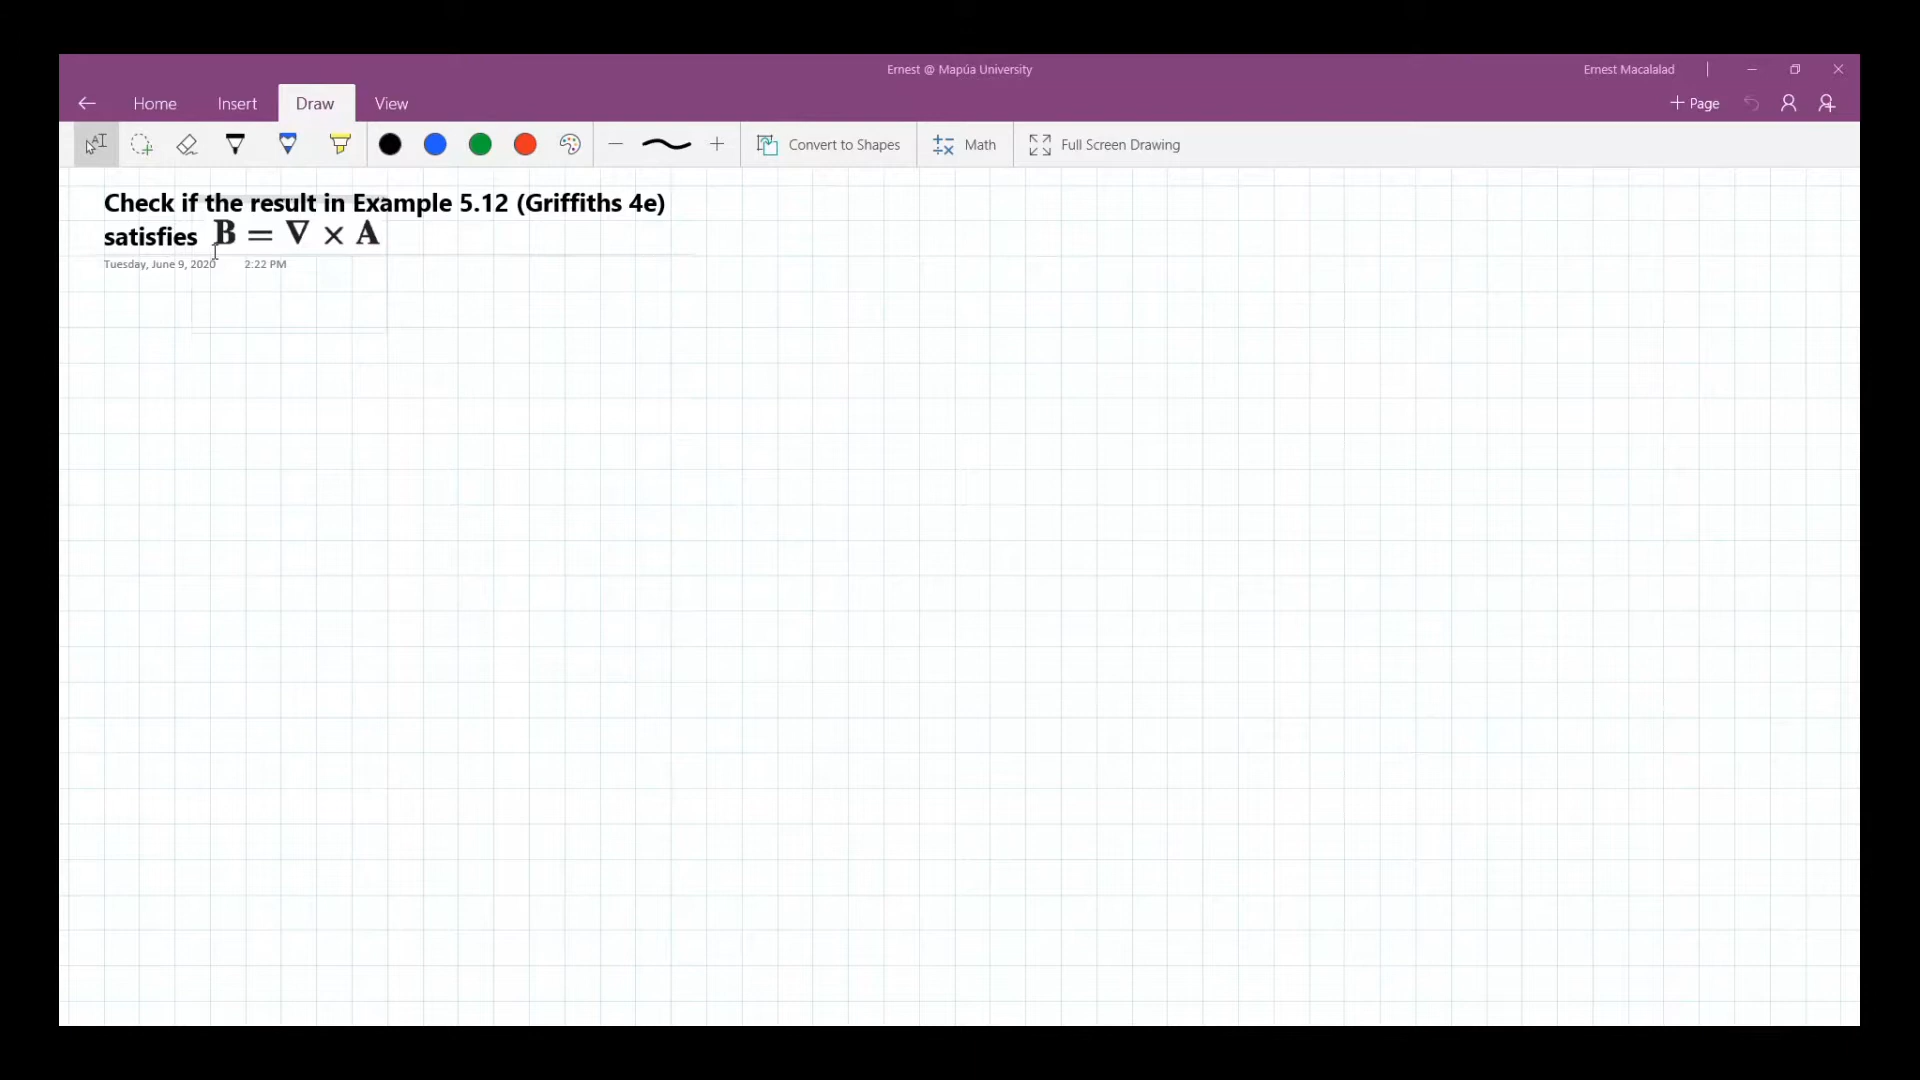 Ernest @ Mapúa University
Ernest Macalalad
Home Insert Draw View
Page
Convert to Shapes Math Full Screen Drawing
Check if the result in Example 5.12 (Griffiths 4e)
satisfies B = ∇ × A
Tuesday, June 9, 2020 2:22 PM